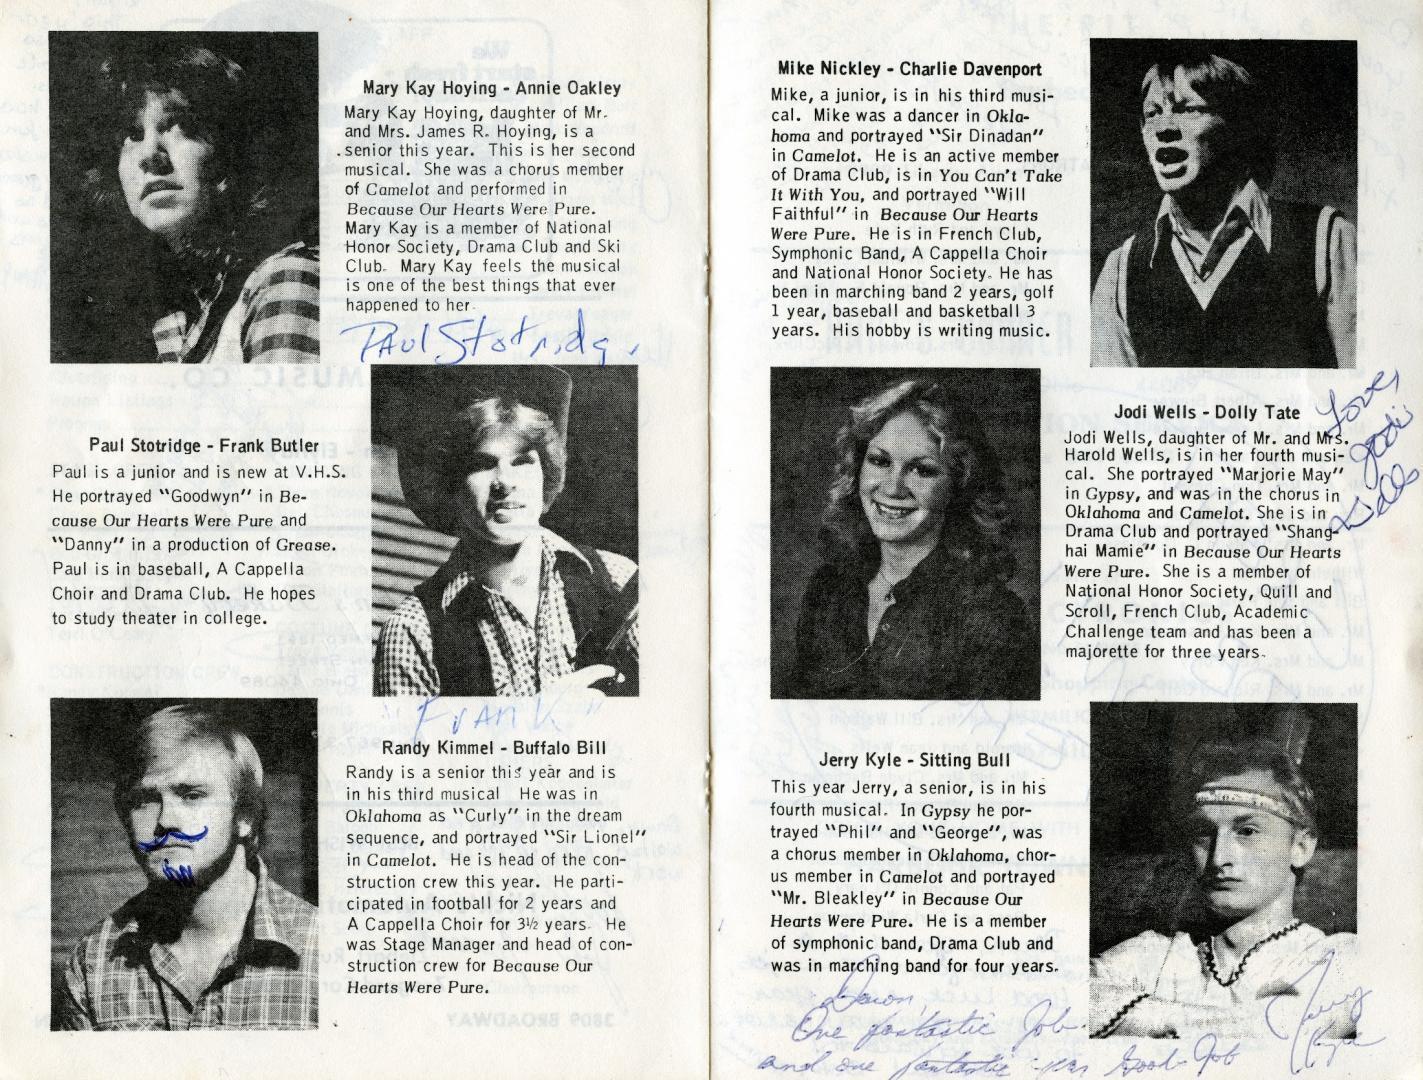 Mary Kay Hoying - Annie Oakley
Mary Kay Hoying, daughter of Mr.
and Mrs. James R. Hoying, is a
senior this year. This is her second
musical. She was a chorus member
of Camelot and performed in
Because Our Hearts Were Pure.
Mary Kay is a member of National
Honor Society, Drama Club and Ski
Club. Mary Kay feels the musical
is one of the best things that ever
happened to her.
Paul Stotridge
Paul Stotridge - Frank Butler
Paul is a junior and is new at V.H.S.
He portrayed "Goodwyn" in Be-
cause Our Hearts Were Pure and
"Danny" in a production of Grease.
Paul is in baseball, A Cappella
Choir and Drama Club. He hopes
to study theater in college.
"Frank"
Randy Kimmel - Buffalo Bill
Randy is a senior this year and is
in his third musical He was in
Oklahoma as "Curly" in the dream
sequence, and portrayed "Sir Lionel"
in Camelot. He is head of the con-
struction crew this year. He parti-
cipated in football for 2 years and
A Cappella Choir for 3½ years. He
was Stage Manager and head of con-
struction crew for Because Our
Hearts Were Pure.
Mike Nickley - Charlie Davenport
Mike, a junior, is in his third musi-
cal. Mike was a dancer in Okla-
homa and portrayed "Sir Dinadan"
in Camelot. He is an active member
of Drama Club, is in You Can't Take
It With You, and portrayed "Will
Faithful" in Because Our Hearts
Were Pure. He is in French Club,
Symphonic Band, A Cappella Choir
and National Honor Society. He has
been in marching band 2 years, golf
1 year, baseball and basketball 3
years. His hobby is writing music.
Jodi Wells - Dolly Tate
Jodi Wells, daughter of Mr. and Mrs.
Harold Wells, is in her fourth musi-
cal. She portrayed "Marjorie May"
in Gypsy, and was in the chorus in
Oklahoma and Camelot. She is in
Drama Club and portrayed "Shang-
hai Mamie" in Because Our Hearts
Were Pure. She is a member of
National Honor Society, Quill and
Scroll, French Club, Academic
Challenge team and has been a
majorette for three years.
Love,
Jodi
Wells
Jerry Kyle - Sitting Bull
This year Jerry, a senior, is in his
fourth musical. In Gypsy he por-
trayed "Phil" and "George", was
a chorus member in Oklahoma, chor-
us member in Camelot and portrayed
"Mr. Bleakley" in Because Our
Hearts Were Pure. He is a member
of symphonic band, Drama Club and
was in marching band for four years.
Dawn,
One fantastic Job
and one fantastic Good Job
Jerry
Kyle